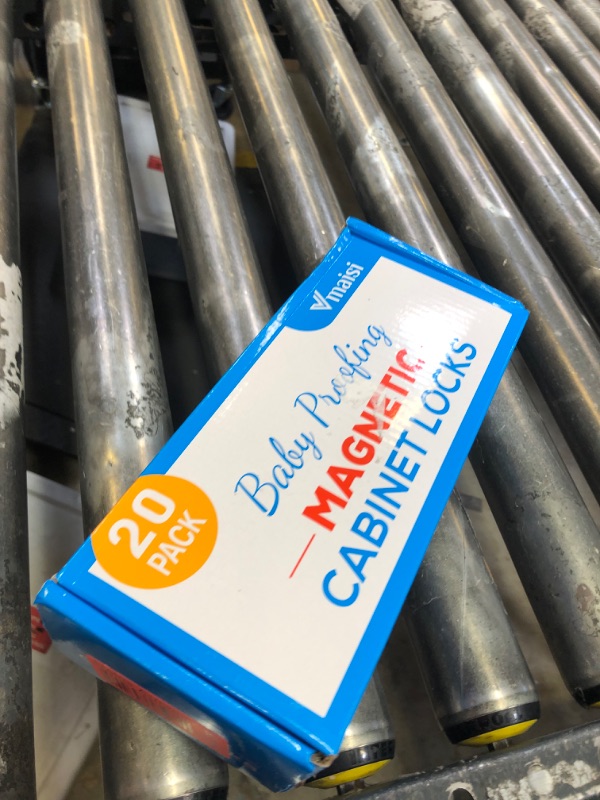 Vmaisi
Baby Proofing
MAGNETIC
CABINET LOCKS
20
PACK